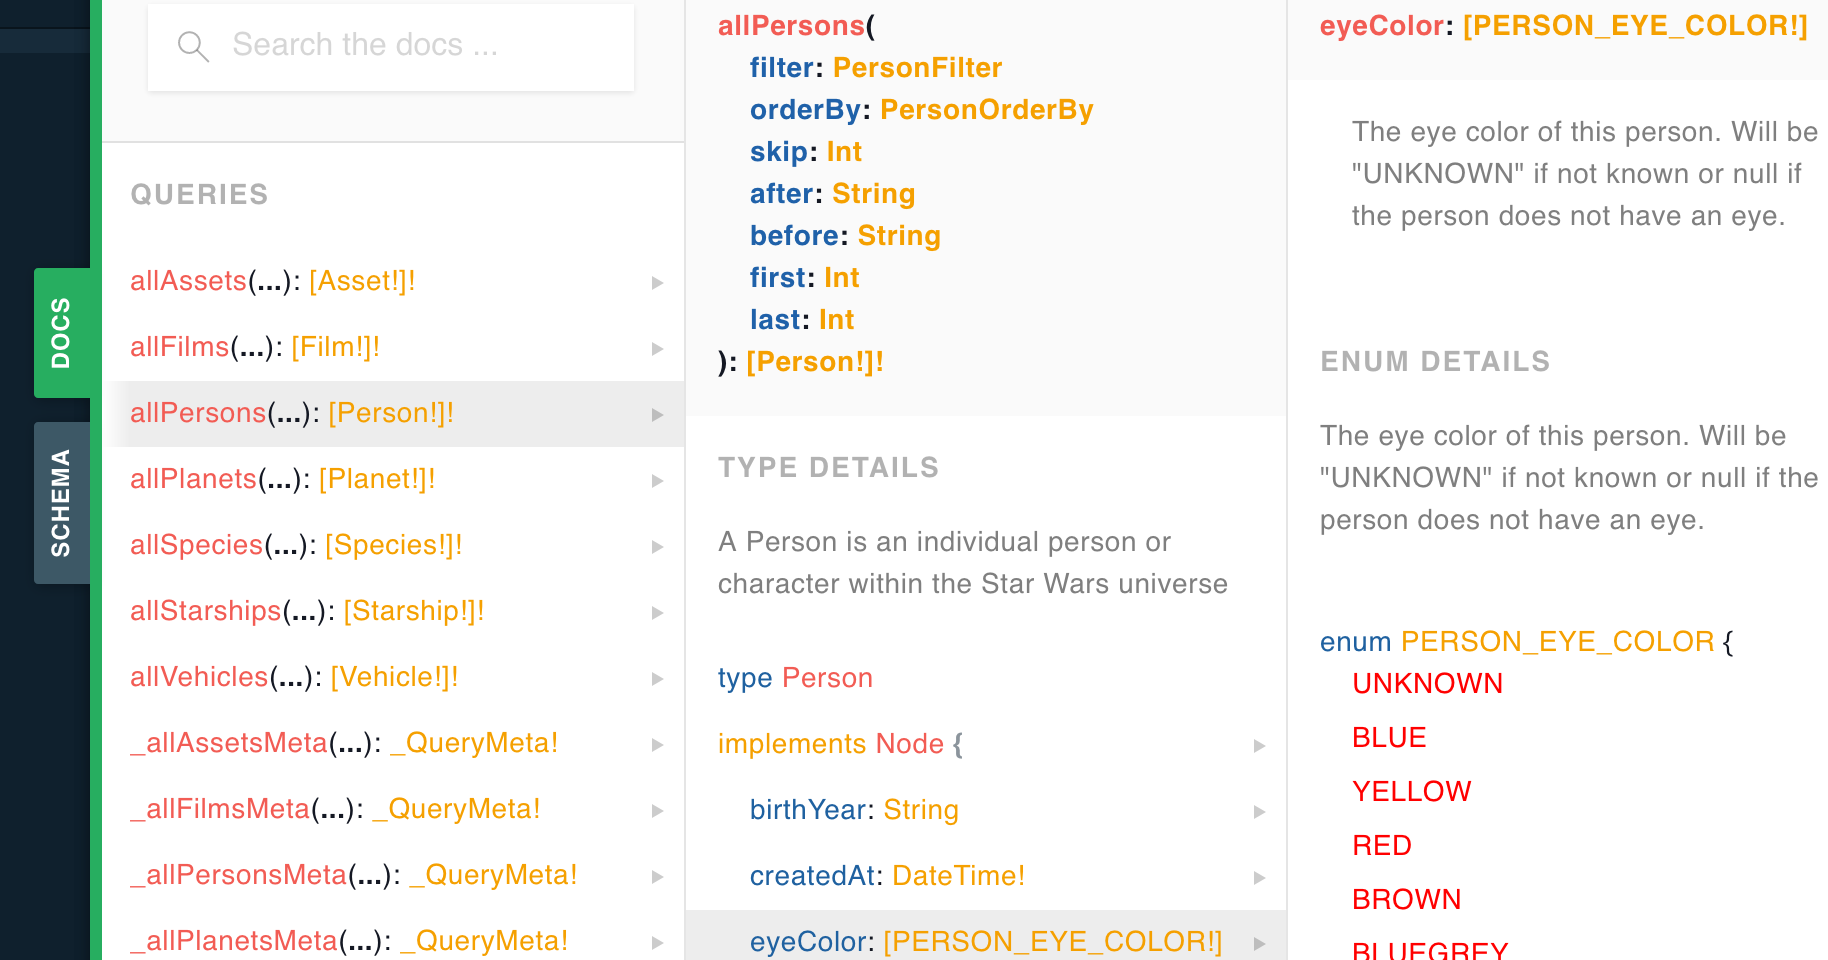 DOCS
SCHEMA
Search the docs ...
QUERIES
allAssets(...): [Asset!]!
allFilms(...): [Film!]!
allPersons(...): [Person!]!
allPlanets(...): [Planet!]!
allSpecies(...): [Species!]!
allStarships(...): [Starship!]!
allVehicles(...): [Vehicle!]!
_allAssetsMeta(...): _QueryMeta!
_allFilmsMeta(...): _QueryMeta!
_allPersonsMeta(...): _QueryMeta!
_allPlanetsMeta(...): _QueryMeta!
allPersons(
filter: PersonFilter
orderBy: PersonOrderBy
skip: Int
after: String
before: String
first: Int
last: Int
): [Person!]!
TYPE DETAILS
A Person is an individual person or
character within the Star Wars universe
type Person
implements Node {
birthYear: String
createdAt: DateTime!
eyeColor: [PERSON_EYE_COLOR!]
eyeColor: [PERSON_EYE_COLOR!]
The eye color of this person. Will be
"UNKNOWN" if not known or null if
the person does not have an eye.
ENUM DETAILS
The eye color of this person. Will be
"UNKNOWN" if not known or null if the
person does not have an eye.
enum PERSON_EYE_COLOR {
UNKNOWN
BLUE
YELLOW
RED
BROWN
BLUEGREY